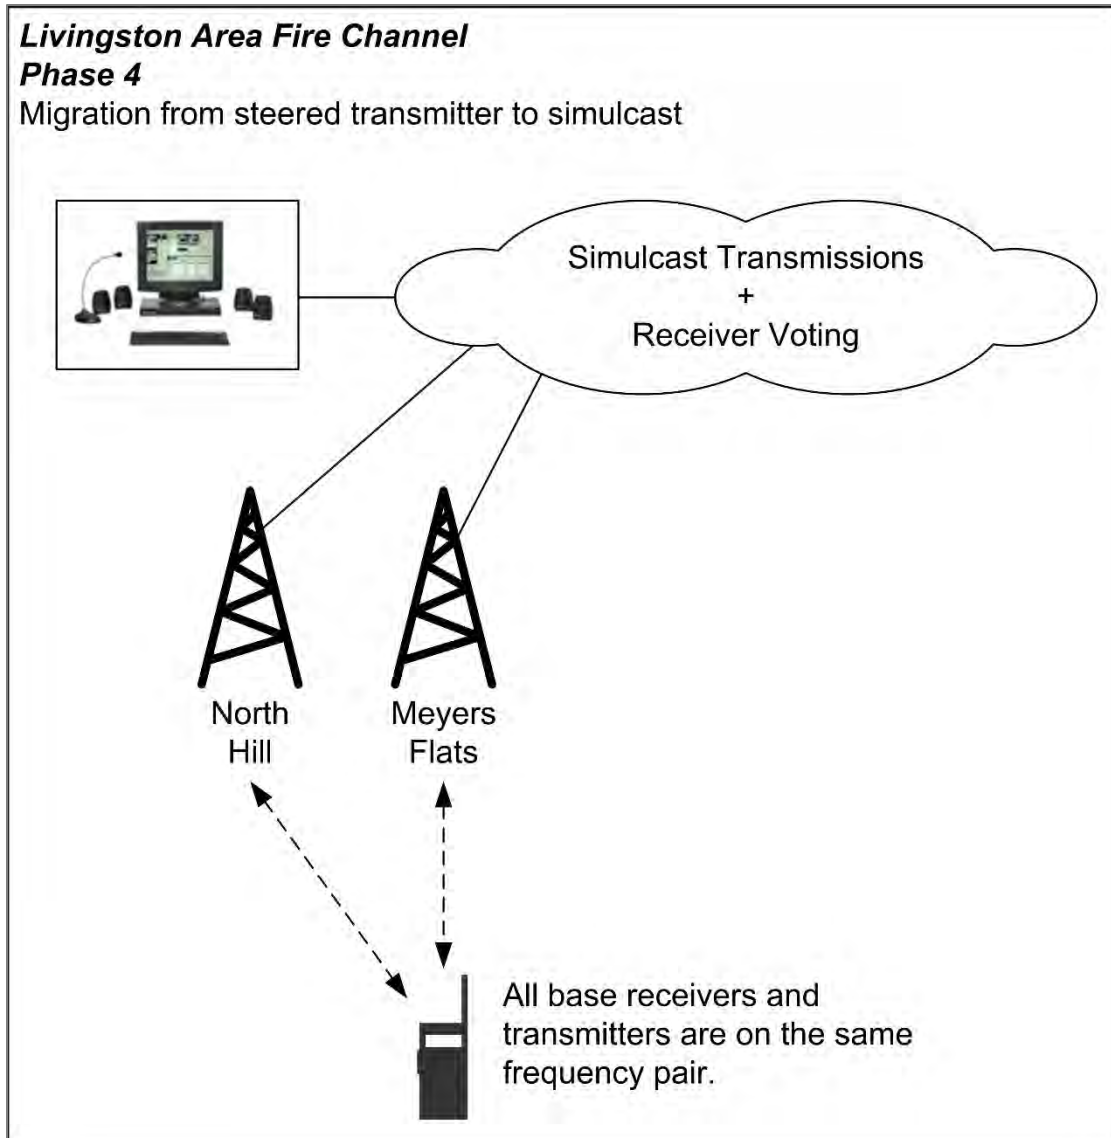 Livingston Area Fire Channel
Phase 4
Migration from steered transmitter to simulcast
Simulcast Transmissions
+
Receiver Voting
North
Hill
Meyers
Flats
All base receivers and
transmitters are on the same
frequency pair.